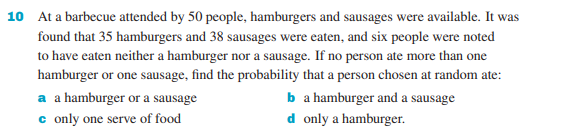 10 At a barbecue attended by 50 people, hamburgers and sausages were available. It was
found that 35 hamburgers and 38 sausages were eaten, and six people were noted
to have eaten neither a hamburger nor a sausage. If no person ate more than one
hamburger or one sausage, find the probability that a person chosen at random ate:
a a hamburger or a sausage b a hamburger and a sausage
c only one serve of food d only a hamburger.